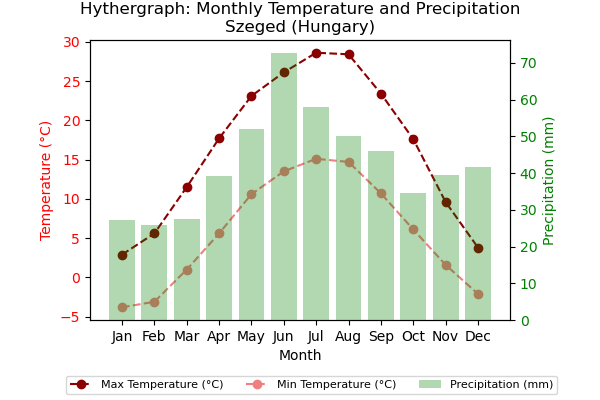 Hythergraph: Monthly Temperature and Precipitation
Szeged (Hungary)
Temperature (°C)
30
25
20
15
10
5
0
−5
Precipitation (mm)
70
60
50
40
30
20
10
0
Jan Feb Mar Apr May Jun Jul Aug Sep Oct Nov Dec
Month
Max Temperature (°C) Min Temperature (°C) Precipitation (mm)